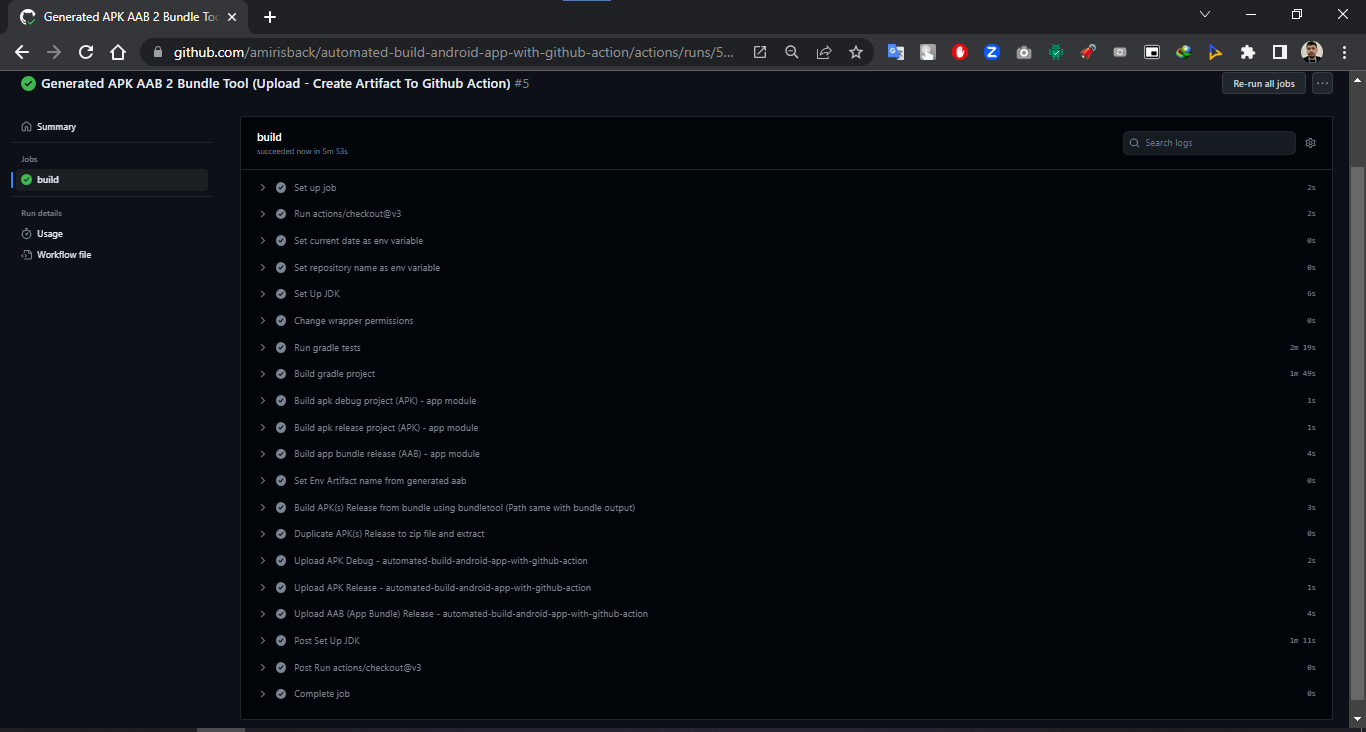 Generated APK AAB 2 Bundle Too
github.com/amirisback/automated-build-android-app-with-github-action/actions/runs/5...
Generated APK AAB 2 Bundle Tool (Upload - Create Artifact To Github Action) #5
Re-run all jobs
Summary
Jobs
build
Run details
Usage
Workflow file
build
succeeded now in 5m 53s
Search logs
Set up job 2s
Run actions/checkout@v3 2s
Set current date as env variable 0s
Set repository name as env variable 0s
Set Up JDK 6s
Change wrapper permissions 0s
Run gradle tests 2m 19s
Build gradle project 1m 49s
Build apk debug project (APK) - app module 1s
Build apk release project (APK) - app module 1s
Build app bundle release (AAB) - app module 4s
Set Env Artifact name from generated aab 0s
Build APK(s) Release from bundle using bundletool (Path same with bundle output) 3s
Duplicate APK(s) Release to zip file and extract 0s
Upload APK Debug - automated-build-android-app-with-github-action 2s
Upload APK Release - automated-build-android-app-with-github-action 1s
Upload AAB (App Bundle) Release - automated-build-android-app-with-github-action 4s
Post Set Up JDK 1m 11s
Post Run actions/checkout@v3 0s
Complete job 0s